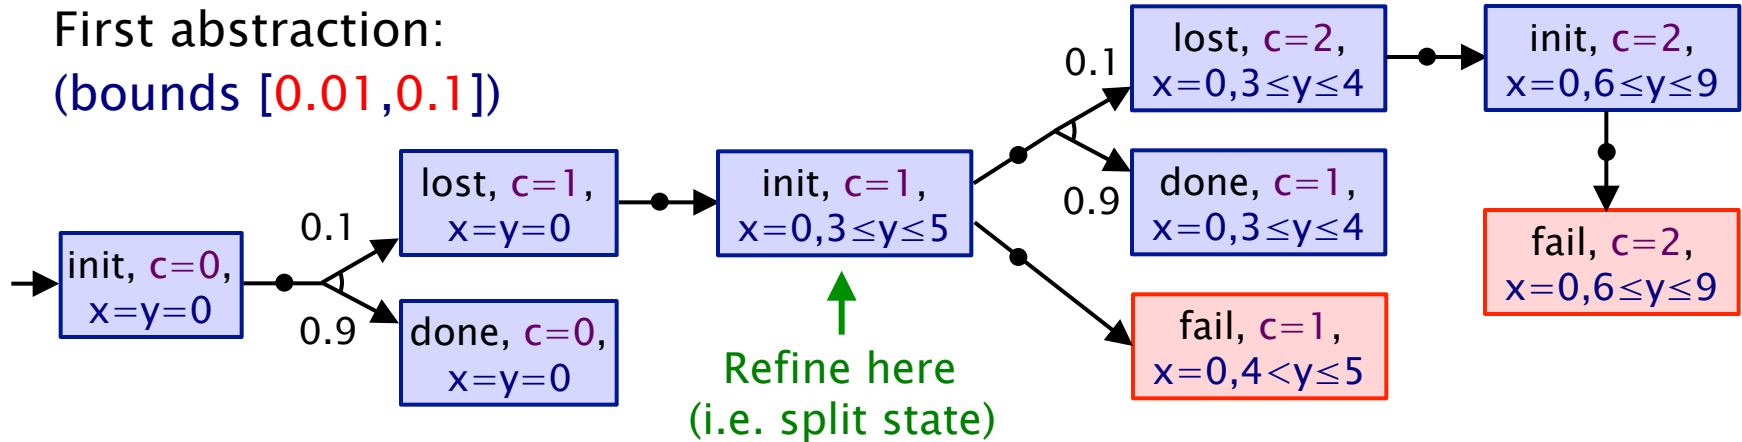 First abstraction:
(bounds [0.01,0.1])
init, c=0,
x=y=0
0.1
0.9
lost, c=1,
x=y=0
done, c=0,
x=y=0
init, c=1,
x=0,3≤y≤5
Refine here
(i.e. split state)
0.1
0.9
lost, c=2,
x=0,3≤y≤4
done, c=1,
x=0,3≤y≤4
fail, c=1,
x=0,4<y≤5
init, c=2,
x=0,6≤y≤9
fail, c=2,
x=0,6≤y≤9